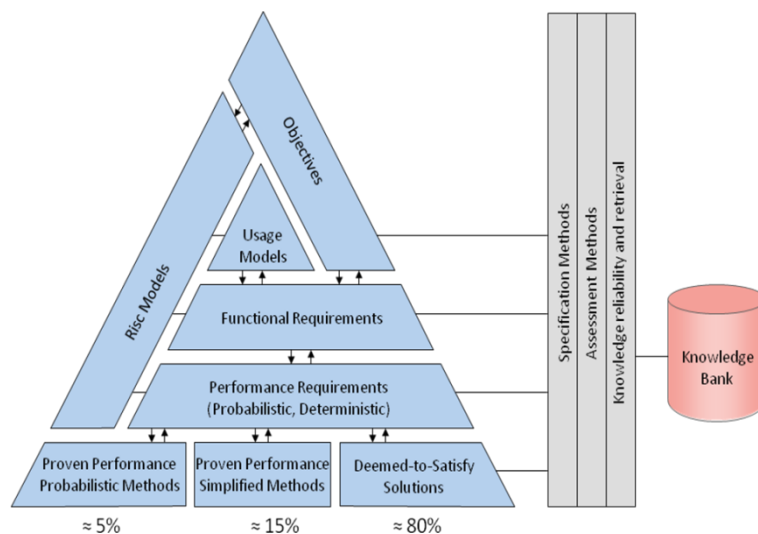 Objectives
Risc Models
Usage
Models
Functional Requirements
Performance Requirements
(Probabilistic, Deterministic)
Proven Performance
Probabilistic Methods
Proven Performance
Simplified Methods
Deemed-to-Satisfy
Solutions
≈ 5%
≈ 15%
≈ 80%
Specification Methods
Assessment Methods
Knowledge reliability and retrieval
Knowledge
Bank